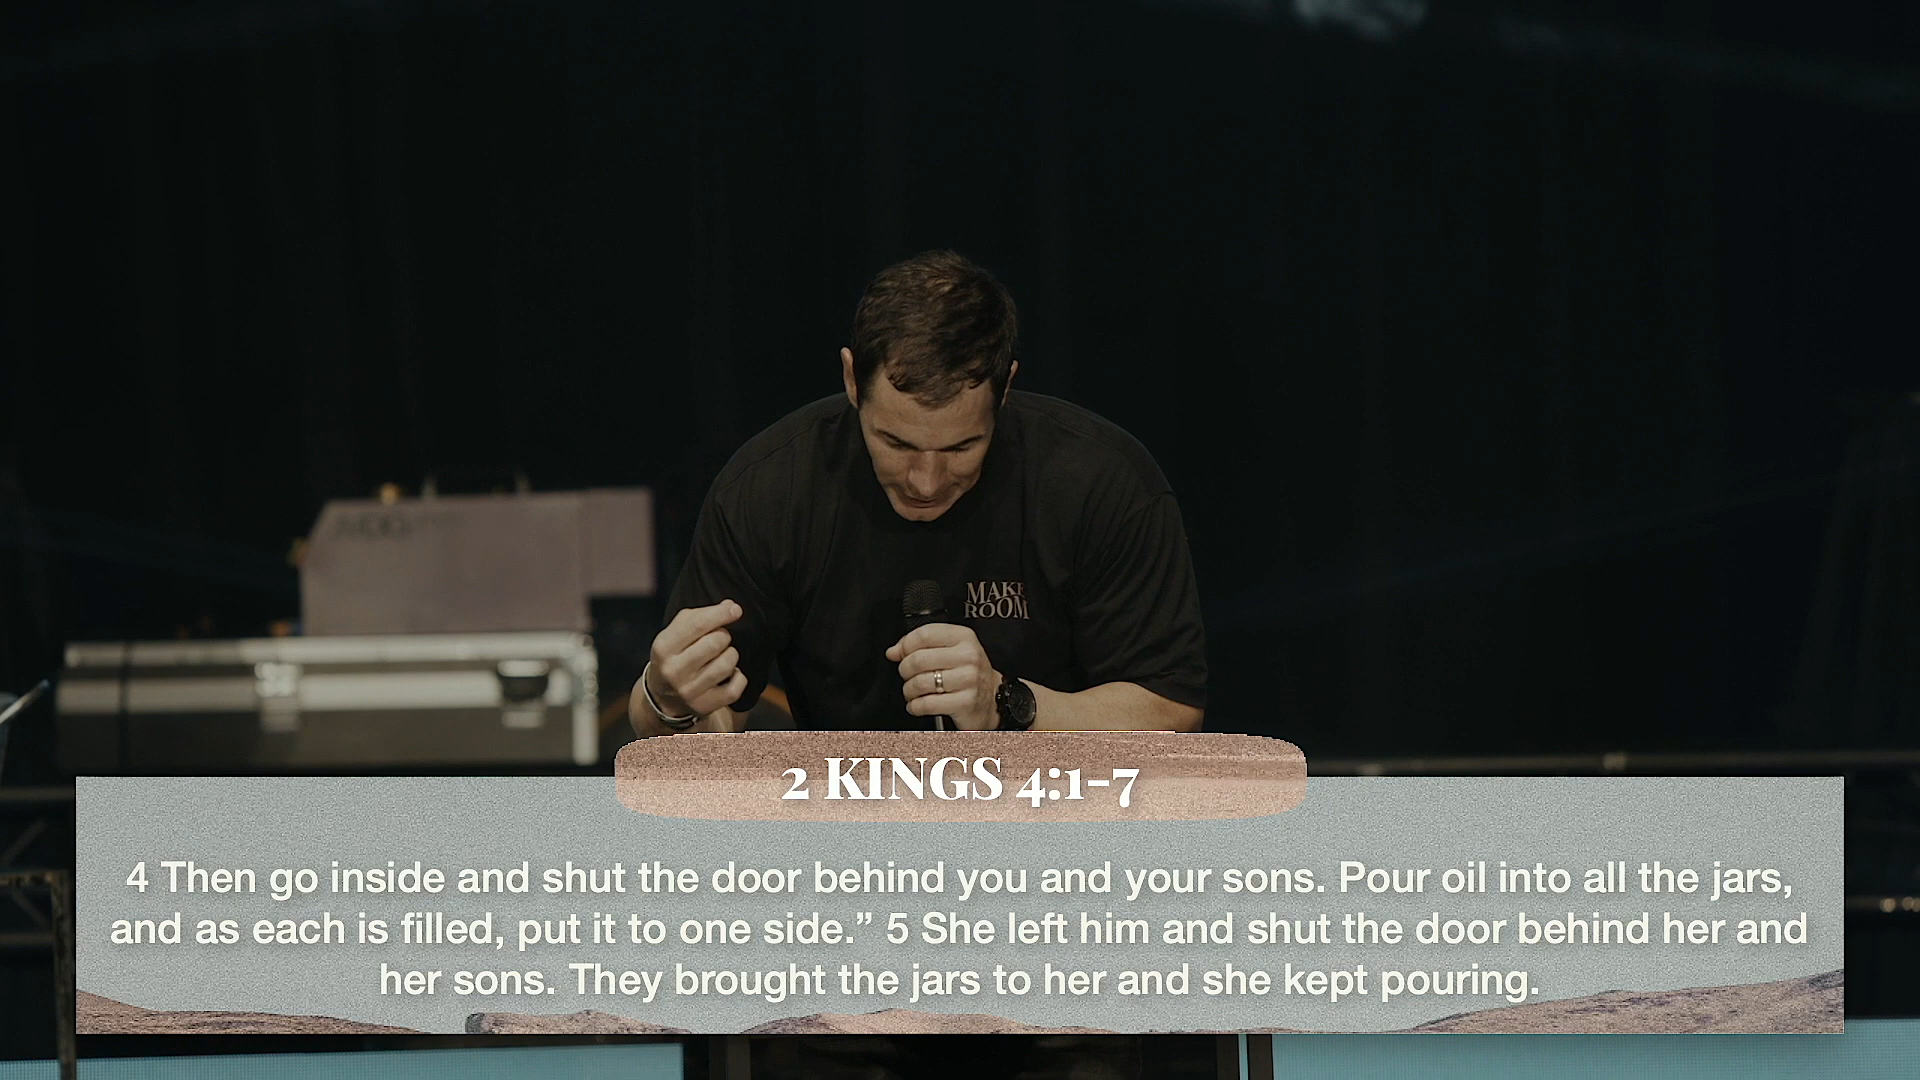 MAKE
ROOM
2 KINGS 4:1-7
4 Then go inside and shut the door behind you and your sons. Pour oil into all the jars,
and as each is filled, put it to one side.” 5 She left him and shut the door behind her and
her sons. They brought the jars to her and she kept pouring.